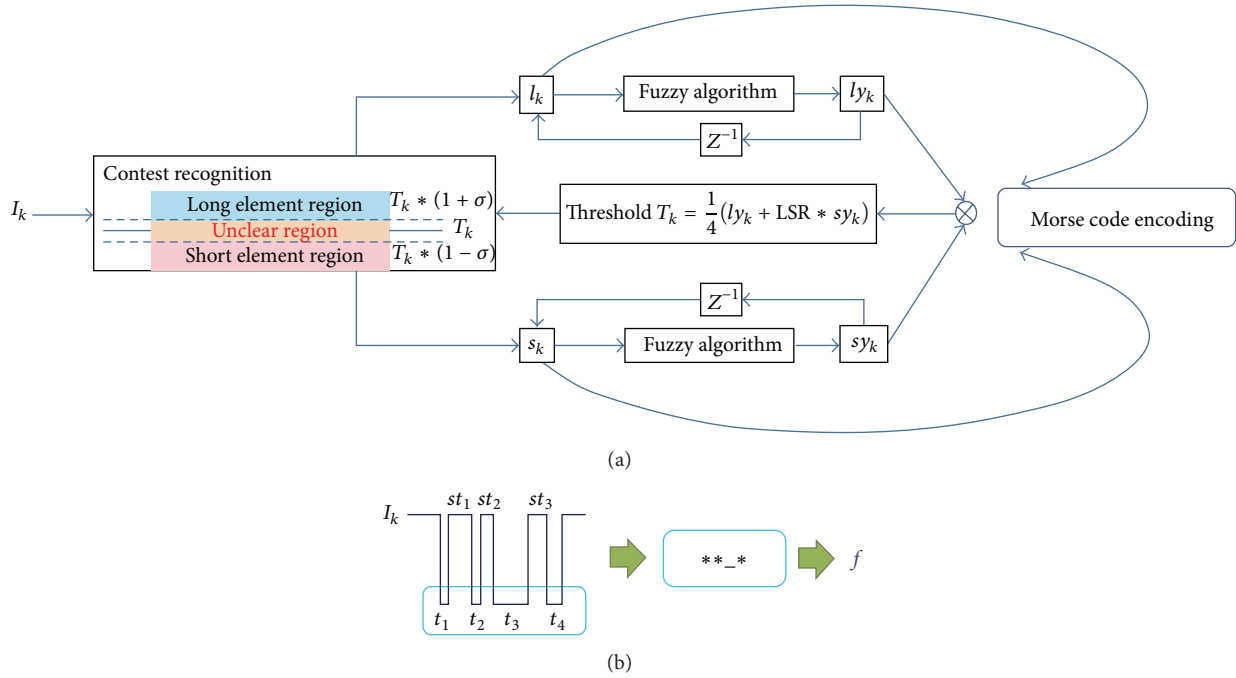 l_k
Fuzzy algorithm
ly_k
Z^{-1}
Contest recognition
Long element region
T_k * (1 + σ)
I_k
Unclear region
T_k
Short element region
T_k * (1 − σ)
Threshold T_k = \frac{1}{4}(ly_k + LSR * sy_k)
Morse code encoding
Z^{-1}
s_k
Fuzzy algorithm
sy_k
(a)
st_1 st_2 st_3
I_k
**_*
f
t_1 t_2 t_3 t_4
(b)